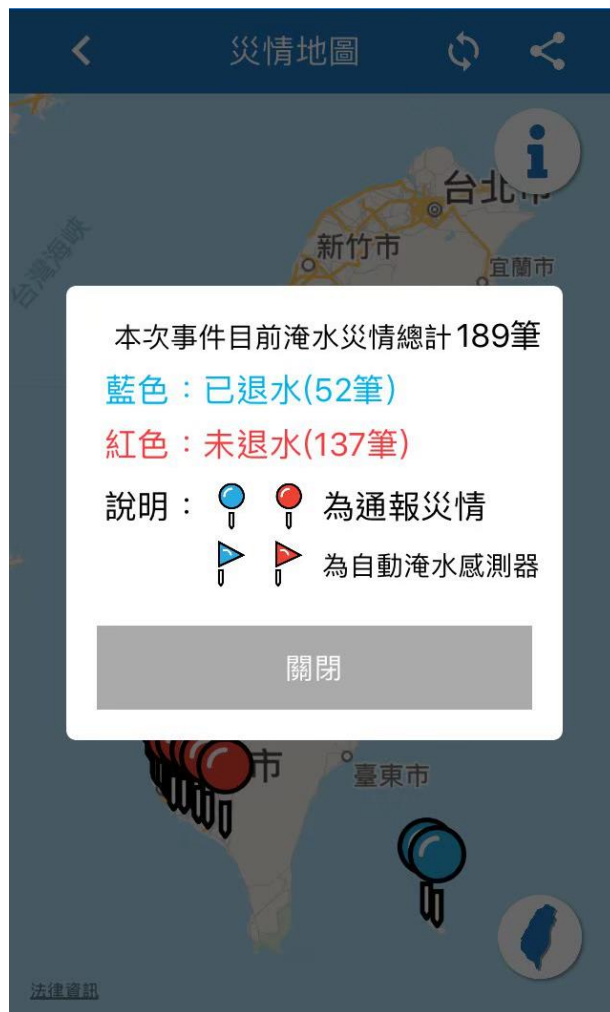 災情地圖
台北市
新竹市
宜蘭市
台灣海峽
本次事件目前淹水災情總計189筆
藍色：已退水(52筆)
紅色：未退水(137筆)
說明：
為通報災情
為自動淹水感測器
關閉
市
臺東市
法律資訊